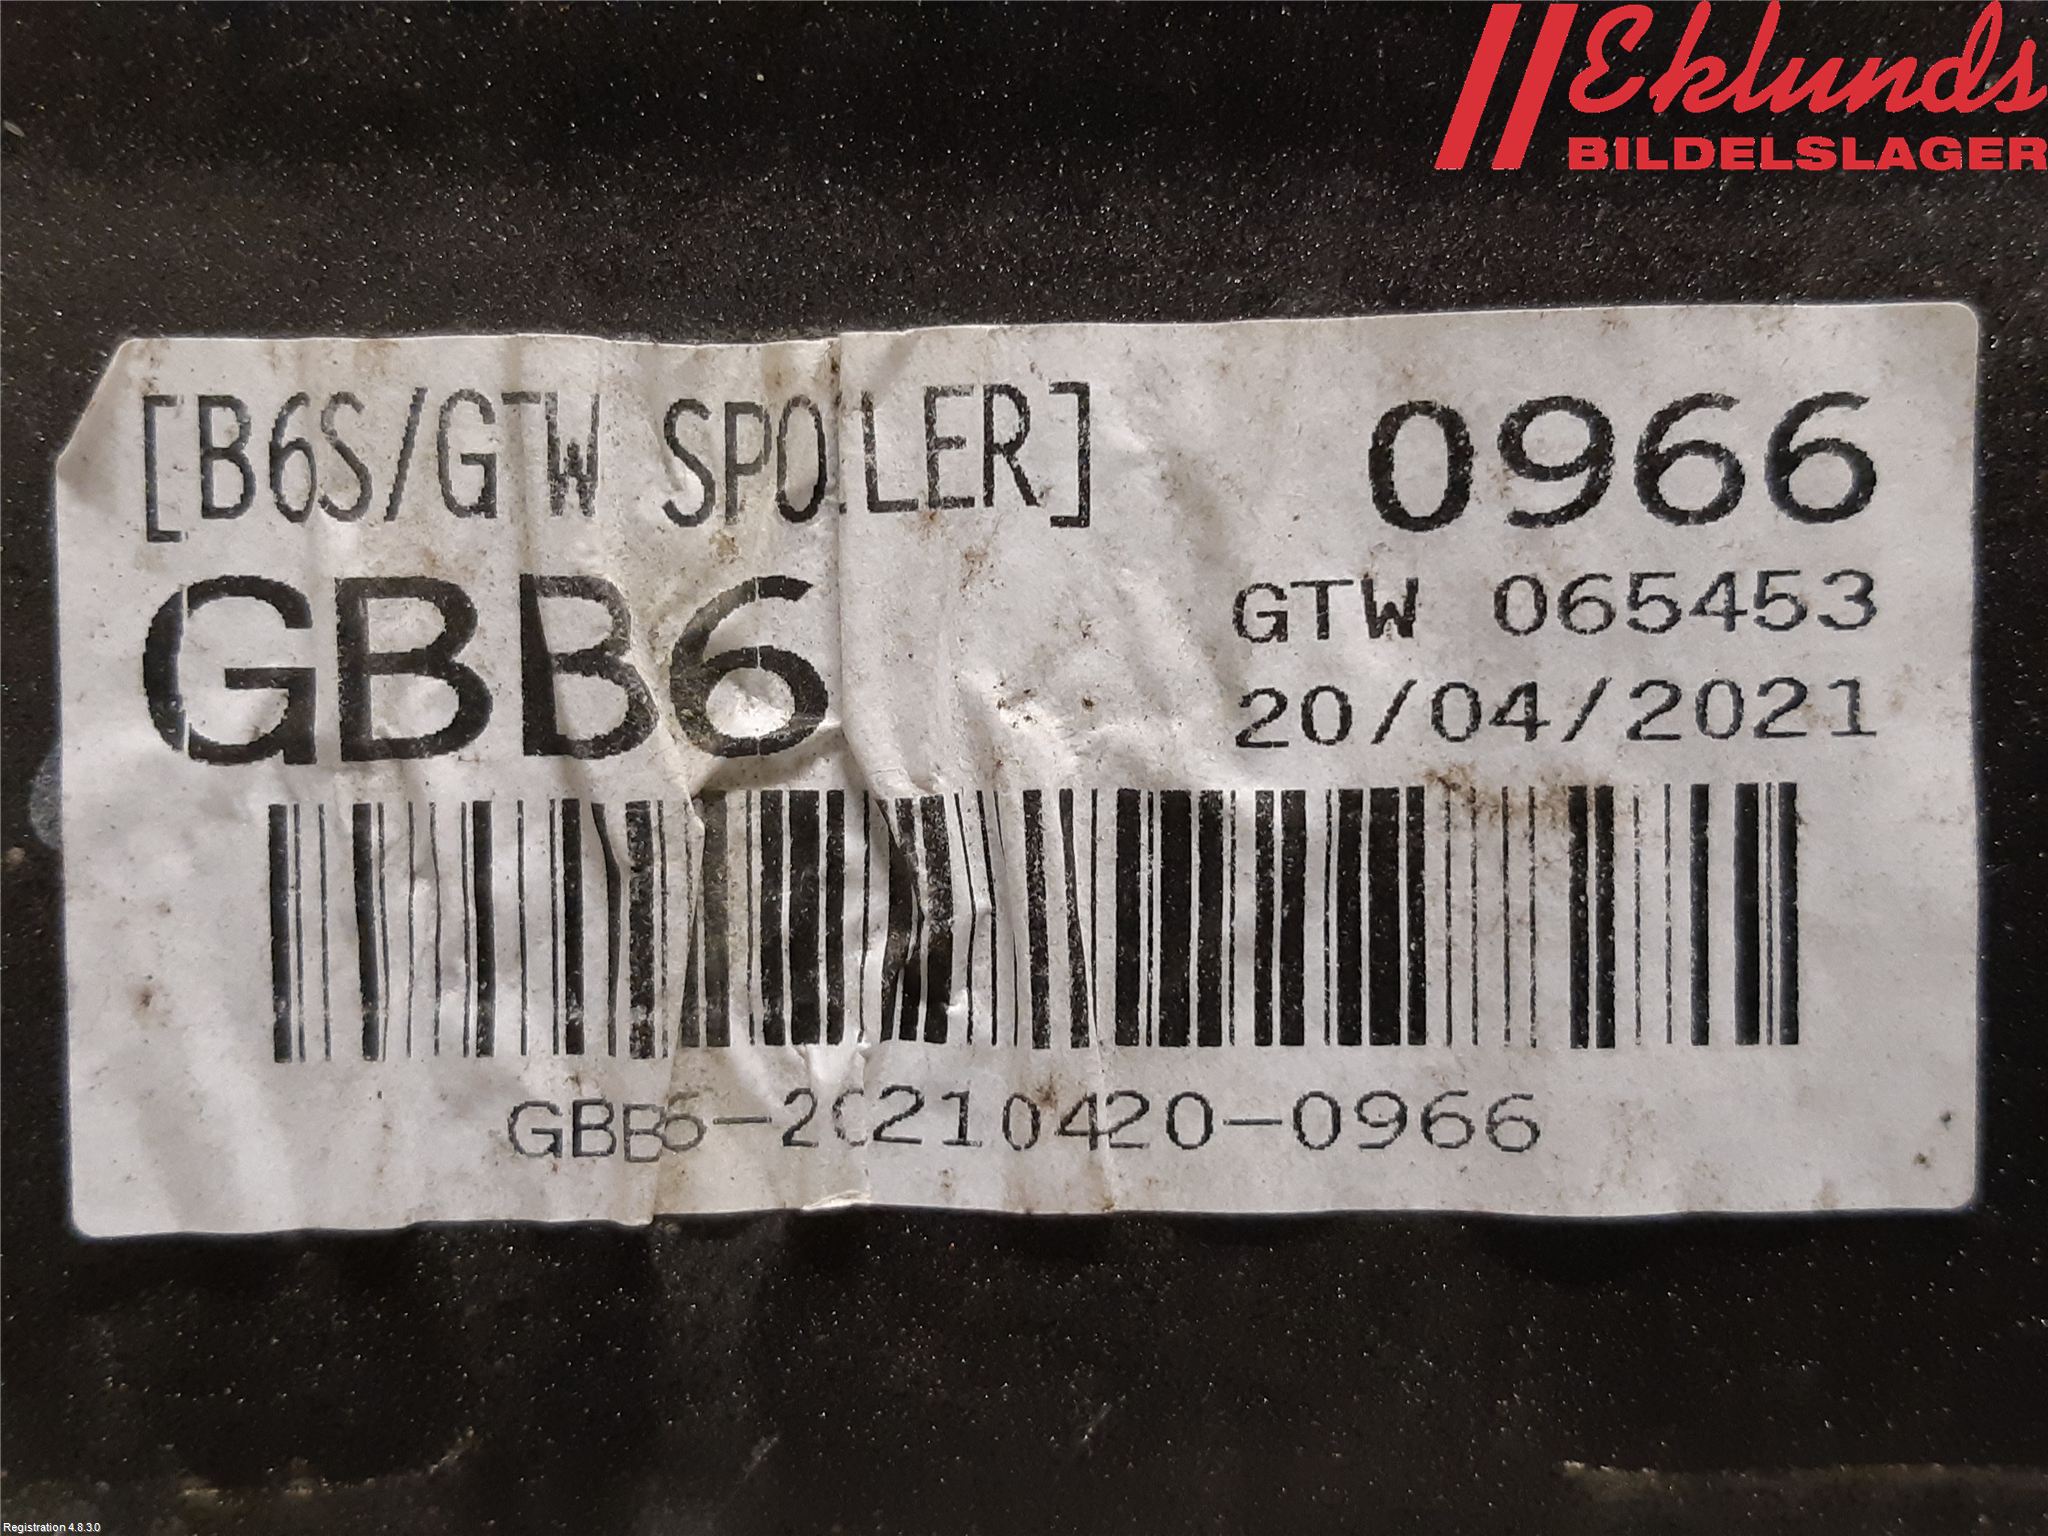 Eklunds
BILDELSLAGER
[B6S/GTW SPOILER] 0966
GBB6
GTW 065453
20/04/2021
GBB6-20210420-0966
Registration 4.8.3.0